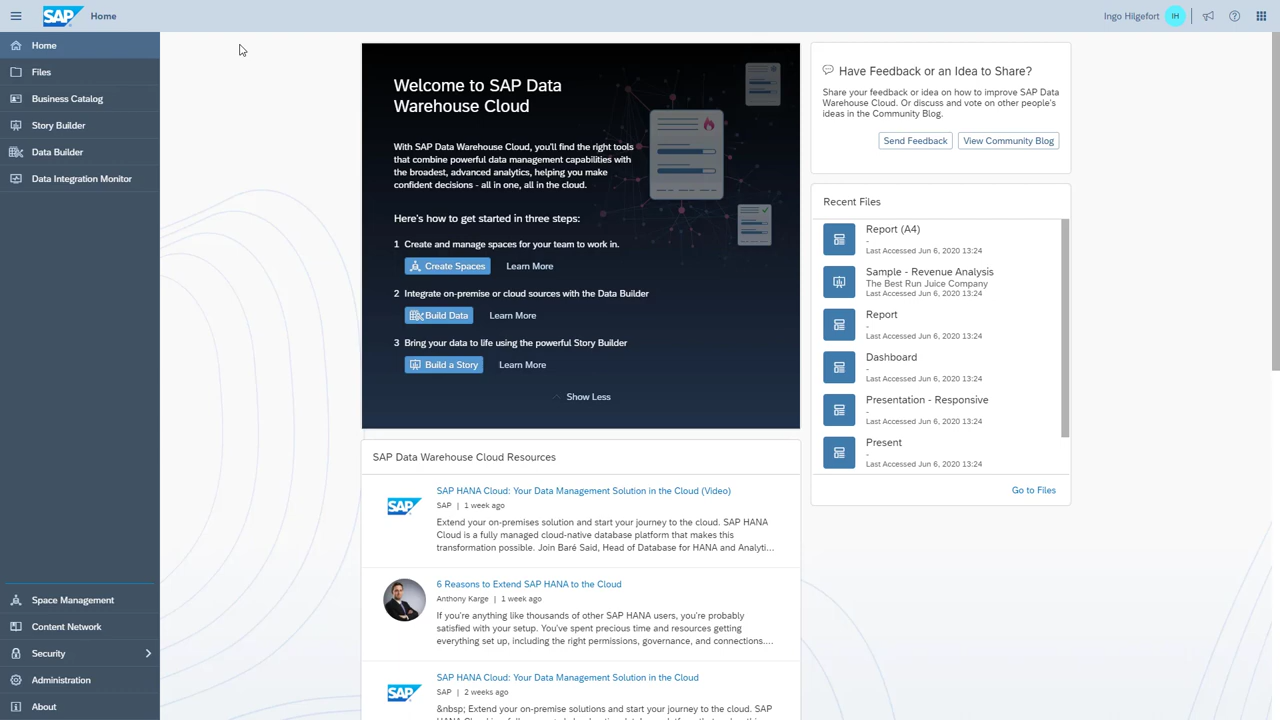 SAP Home
Ingo Hilgefort IH
Home
Files
Business Catalog
Story Builder
Data Builder
Data Integration Monitor
Space Management
Content Network
Security
Administration
About
Welcome to SAP Data
Warehouse Cloud
With SAP Data Warehouse Cloud, you'll find the right tools
that combine powerful data management capabilities with
the broadest, advanced analytics, helping you make
confident decisions - all in one, all in the cloud.
Here's how to get started in three steps:
1 Create and manage spaces for your team to work in.
Create Spaces Learn More
2 Integrate on-premise or cloud sources with the Data Builder
Build Data Learn More
3 Bring your data to life using the powerful Story Builder
Build a Story Learn More
Show Less
SAP Data Warehouse Cloud Resources
SAP
SAP HANA Cloud: Your Data Management Solution in the Cloud (Video)
SAP | 1 week ago
Extend your on-premises solution and start your journey to the cloud. SAP HANA
Cloud is a fully managed cloud-native database platform that makes this
transformation possible. Join Baré Said, Head of Database for HANA and Analyti...
6 Reasons to Extend SAP HANA to the Cloud
Anthony Karge | 1 week ago
If you're anything like thousands of other SAP HANA users, you're probably
satisfied with your setup. You've spent precious time and resources getting
everything set up, including the right permissions, governance, and connections....
SAP
SAP HANA Cloud: Your Data Management Solution in the Cloud
SAP | 2 weeks ago
&nbsp; Extend your on-premise solutions and start your journey to the cloud. SAP
Have Feedback or an Idea to Share?
Share your feedback or idea on how to improve SAP Data
Warehouse Cloud. Or discuss and vote on other people's
ideas in the Community Blog.
Send Feedback View Community Blog
Recent Files
Report (A4)
-
Last Accessed Jun 6, 2020 13:24
Sample - Revenue Analysis
The Best Run Juice Company
Last Accessed Jun 6, 2020 13:24
Report
-
Last Accessed Jun 6, 2020 13:24
Dashboard
-
Last Accessed Jun 6, 2020 13:24
Presentation - Responsive
-
Last Accessed Jun 6, 2020 13:24
Present
-
Last Accessed Jun 6, 2020 13:24
Go to Files